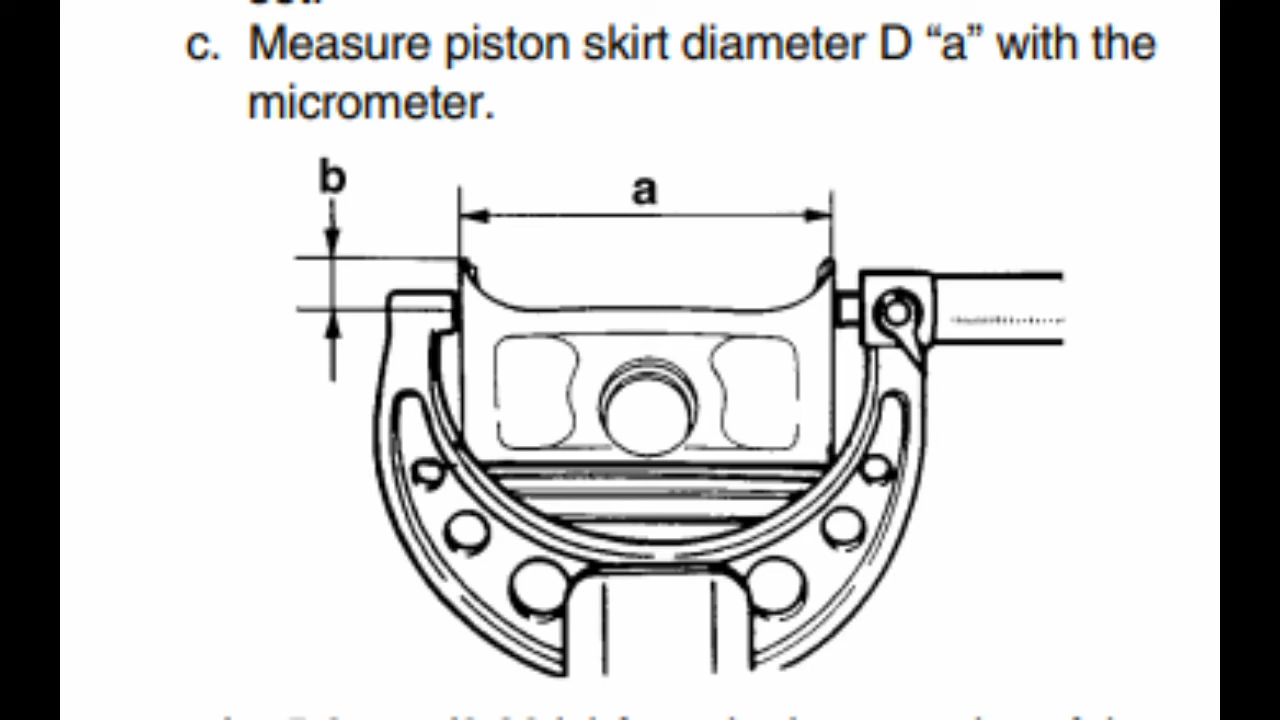 c. Measure piston skirt diameter D “a” with the
micrometer.
b
a